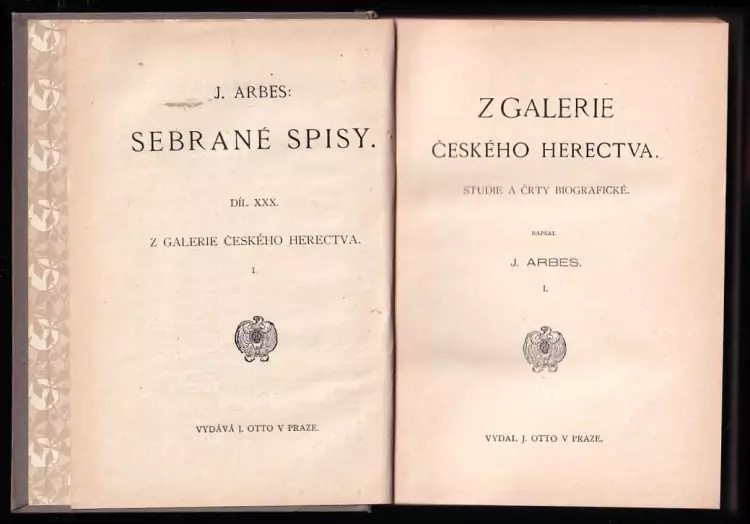 J. ARBES:
SEBRANÉ SPISY.
DÍL XXX.
Z GALERIE ČESKÉHO HERECTVA.
I.
VYDÁVÁ J. OTTO V PRAZE.
Z GALERIE
ČESKÉHO HERECTVA.
STUDIE A ČRTY BIOGRAFICKÉ.
NAPSAL
J. ARBES.
I.
VYDAL J. OTTO V PRAZE.